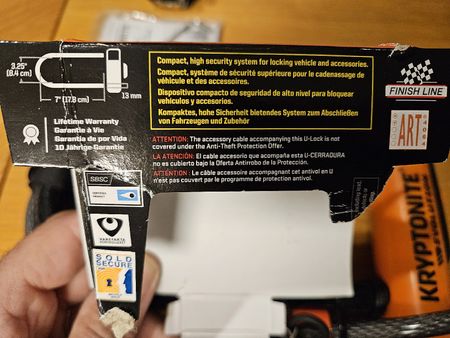 3.25"
(8.4 cm)
7" (17.8 cm)
13 mm
Lifetime Warranty
Garantie à Vie
Garantía de por Vida
10 Jährige Garantie
Compact, high security system for locking vehicle and accessories.
Compact, système de sécurité supérieure pour le cadenassage de
véhicule et des accessoires.
Dispositivo compacto de seguridad de alto nivel para bloquear
vehículos y accesorios.
Kompaktes, hohe Sicherheit bietendes System zum Abschließen
von Fahrzeugen und Zubehör
ATTENTION: The accessory cable accompanying this U-Lock is not
covered under the Anti-Theft Protection Offer.
LA ATENCIÓN: El cable accesorio que acompaña esta U-CERRADURA
no es cubierto bajo la Oferta Antirrobo de la Protección.
ATTENTION: Le câble accessoire accompagnant cet antivol en U
n'est pas couvert par le programme de protection antivol.
FINISH LINE
ART
SBSC
SOLD
SECURE
KRYPTONITE